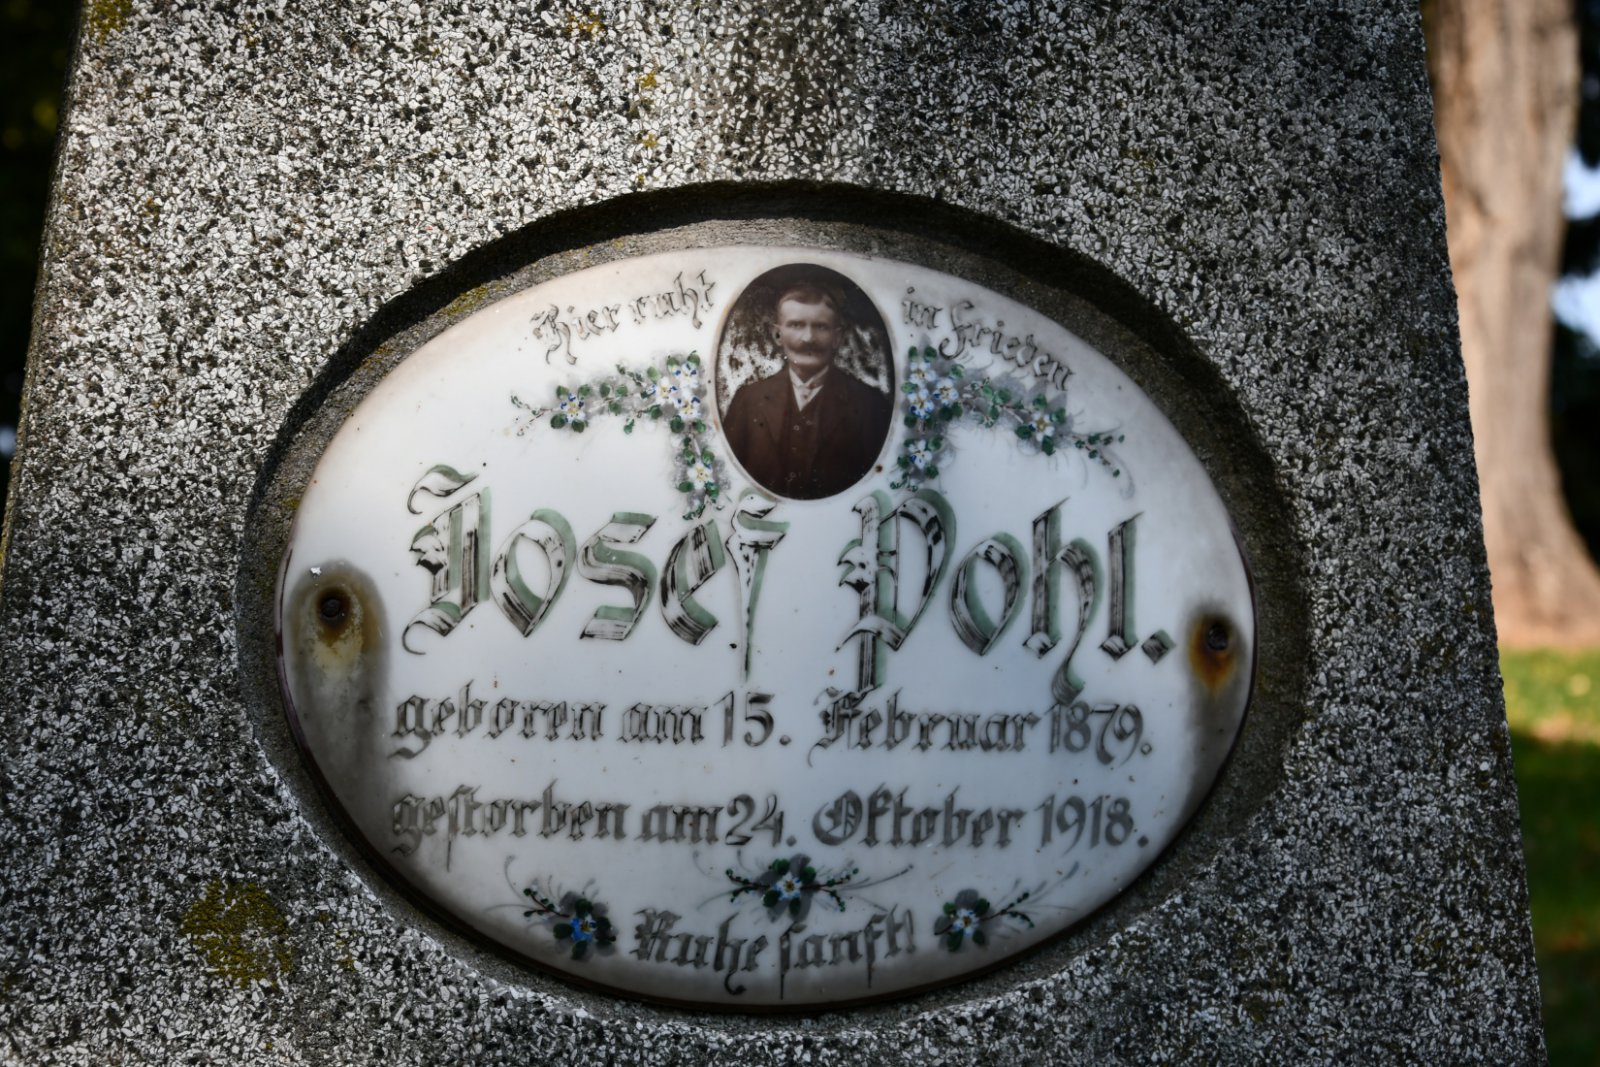 Hier ruht in Frieden
Josef Pohl.
geboren am 15. Februar 1879.
geſtorben am 24. Oktober 1918.
Ruhe ſanft!